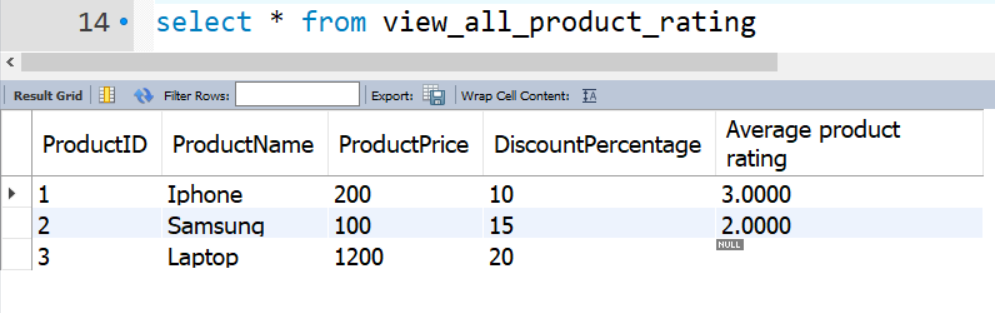 14 select * from view_all_product_rating
Result Grid Filter Rows: Export: Wrap Cell Content: IA
ProductID ProductName ProductPrice DiscountPercentage Average product rating
1 Iphone 200 10 3.0000
2 Samsung 100 15 2.0000
3 Laptop 1200 20 NULL